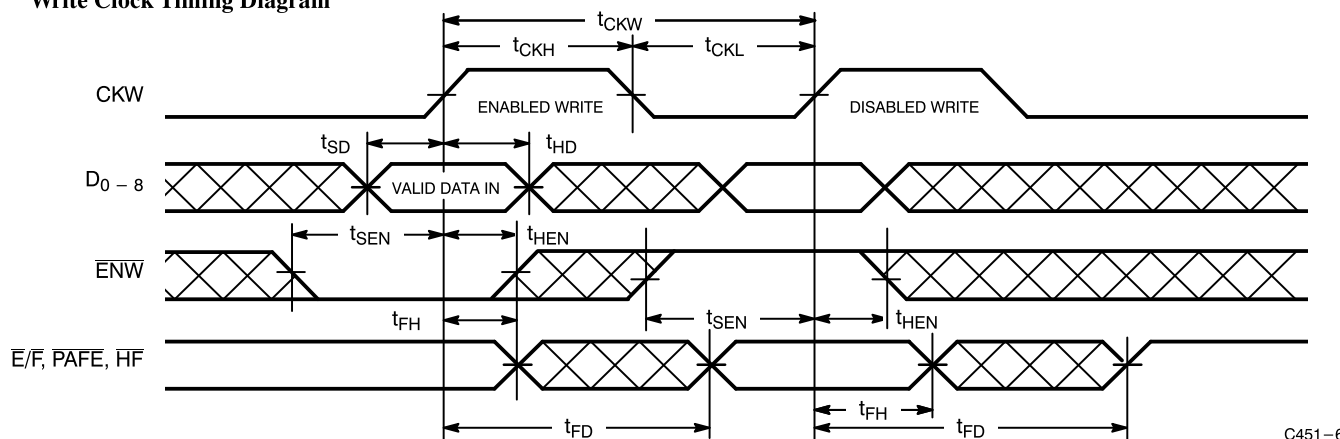 Write Clock Timing Diagram
tCKW
tCKH tCKL
CKW
ENABLED WRITE DISABLED WRITE
tSD tHD
D0 – 8
VALID DATA IN
tSEN tHEN
ENW
tFH tSEN tHEN
E/F, PAFE, HF
tFH
tFD tFD
C451–6